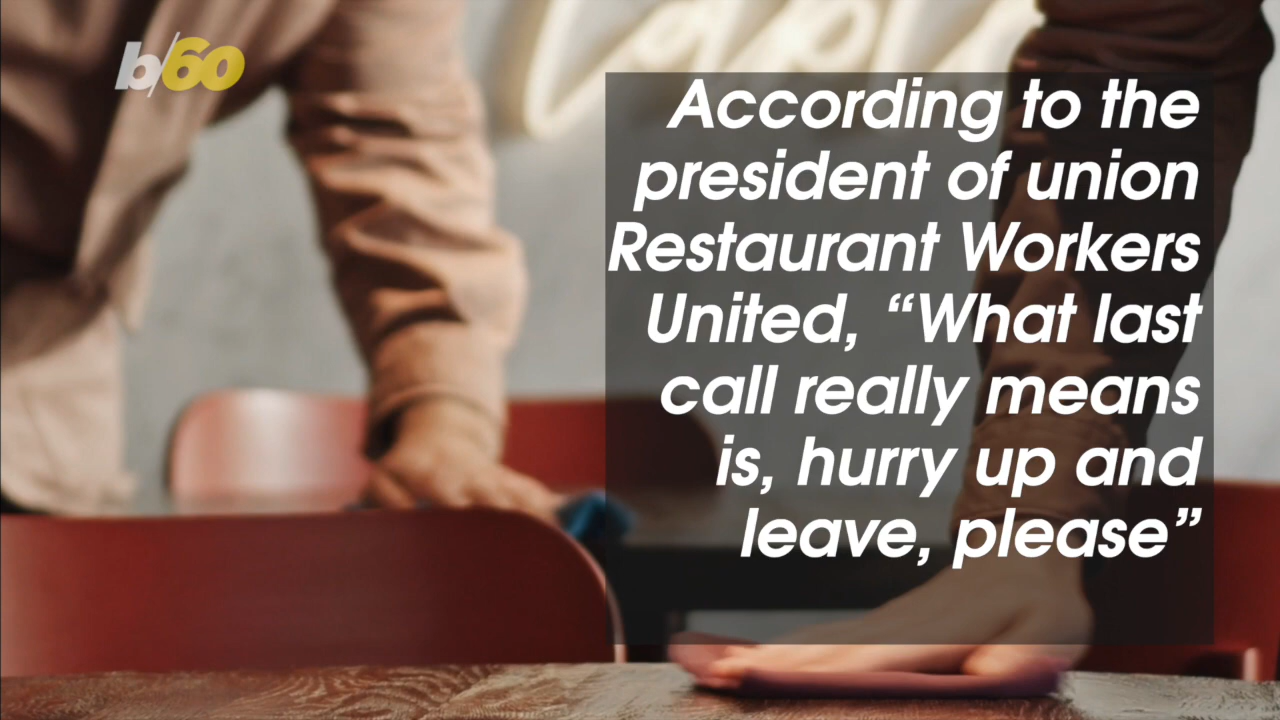 b/60
According to the
president of union
Restaurant Workers
United, “What last
call really means
is, hurry up and
leave, please”